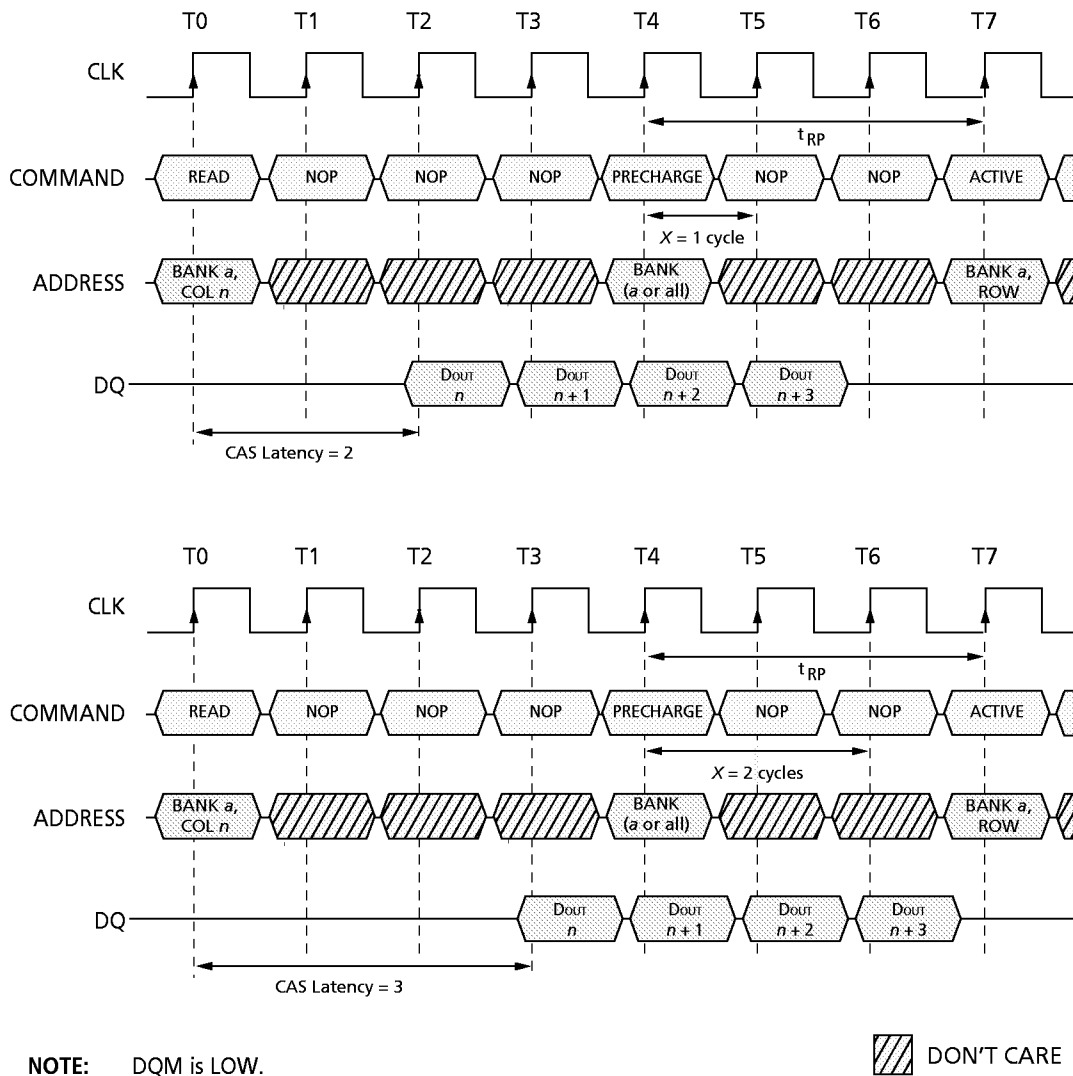 T0 T1 T2 T3 T4 T5 T6 T7
CLK
tRP
COMMAND READ NOP NOP NOP PRECHARGE NOP NOP ACTIVE
X = 1 cycle
ADDRESS BANK a, COL n BANK (a or all) BANK a, ROW
DQ DOUT n DOUT n + 1 DOUT n + 2 DOUT n + 3
CAS Latency = 2
T0 T1 T2 T3 T4 T5 T6 T7
CLK
tRP
COMMAND READ NOP NOP NOP PRECHARGE NOP NOP ACTIVE
X = 2 cycles
ADDRESS BANK a, COL n BANK (a or all) BANK a, ROW
DQ DOUT n DOUT n + 1 DOUT n + 2 DOUT n + 3
CAS Latency = 3
NOTE: DQM is LOW.
DON'T CARE